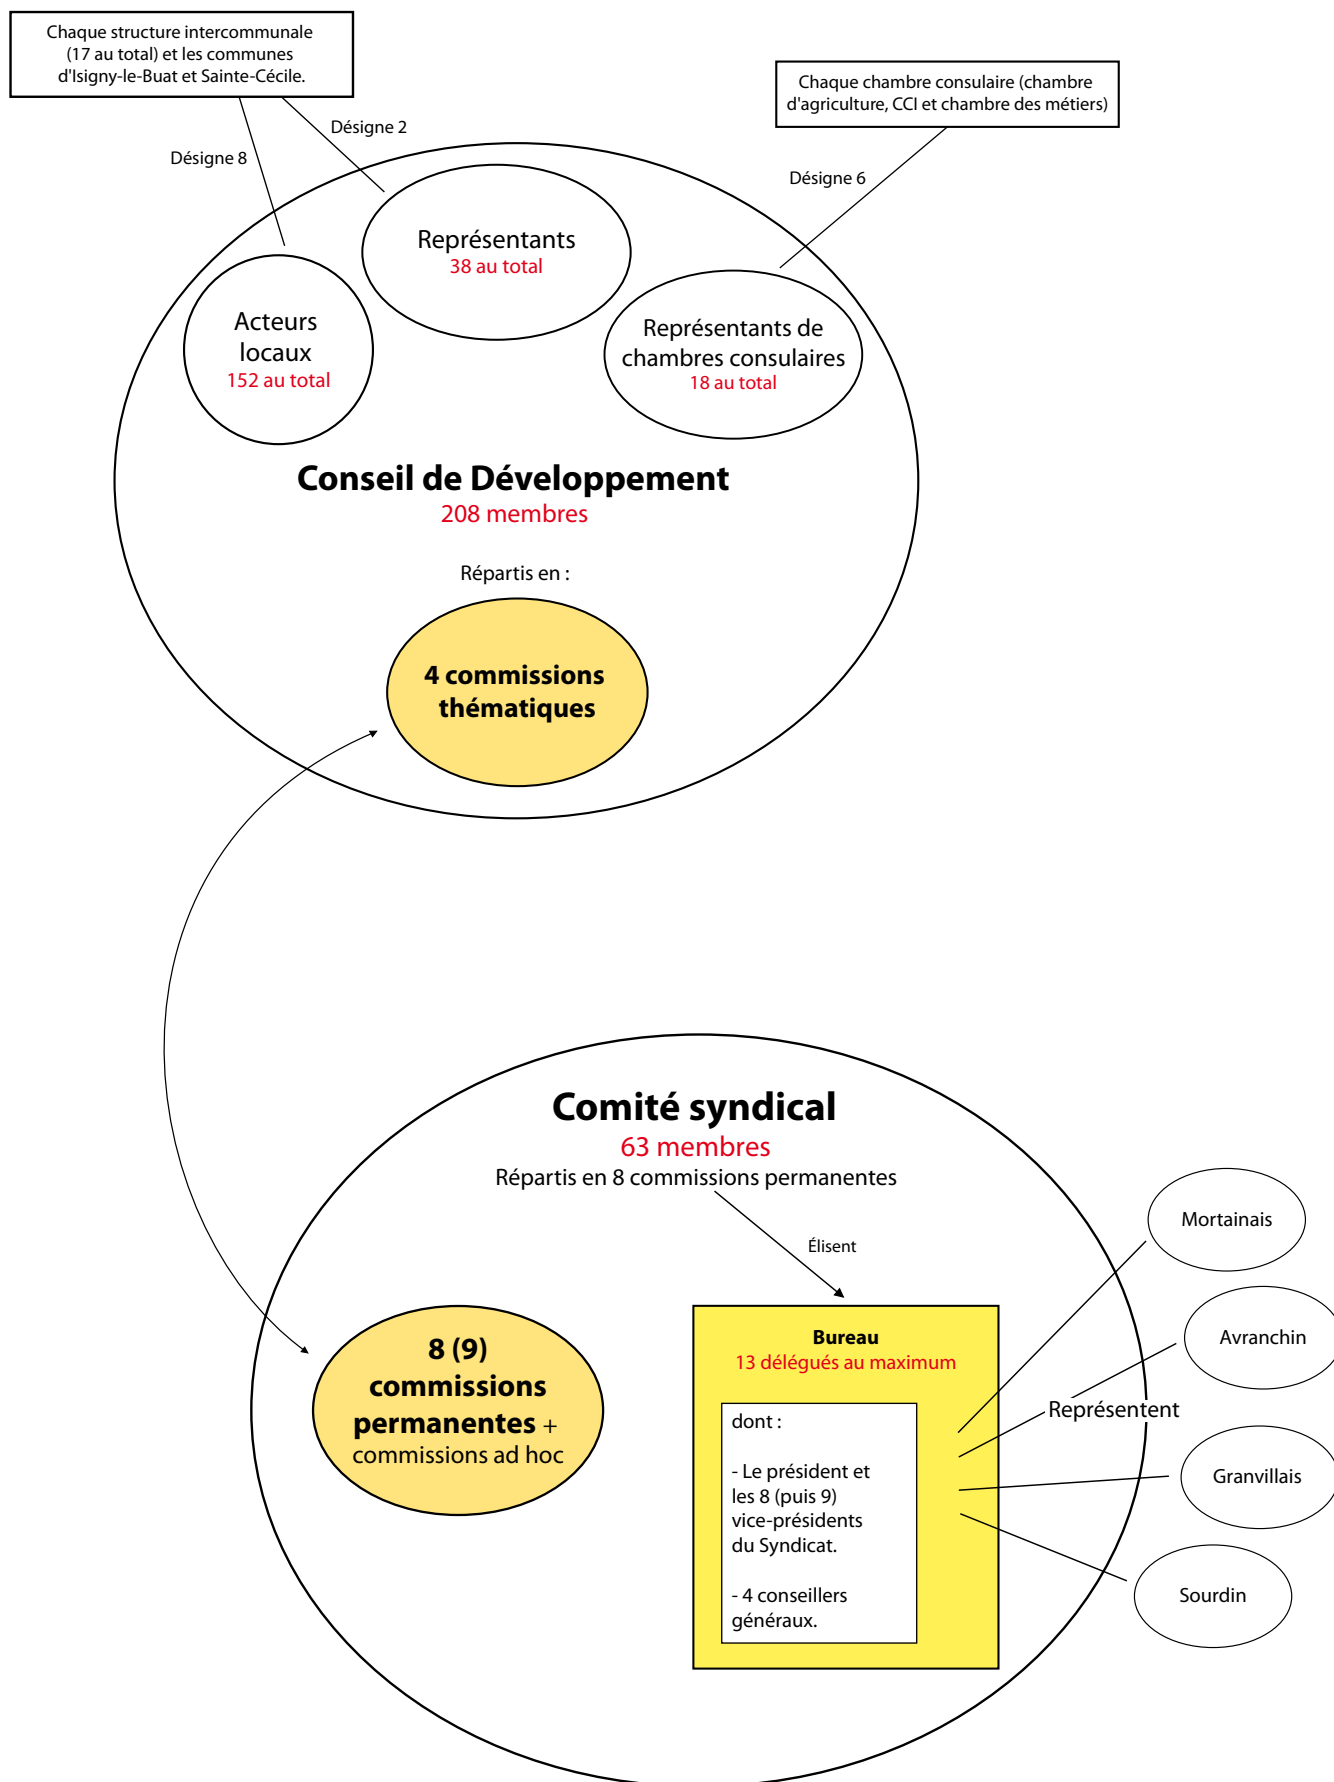 Chaque structure intercommunale
(17 au total) et les communes
d'Isigny-le-Buat et Sainte-Cécile.
Chaque chambre consulaire (chambre
d'agriculture, CCI et chambre des métiers)
Désigne 2
Désigne 8
Désigne 6
Représentants
38 au total
Acteurs
locaux
152 au total
Représentants de
chambres consulaires
18 au total
Conseil de Développement
208 membres
Répartis en :
4 commissions
thématiques
Comité syndical
63 membres
Répartis en 8 commissions permanentes
Élisent
8 (9)
commissions
permanentes +
commissions ad hoc
Bureau
13 délégués au maximum
dont :
- Le président et
les 8 (puis 9)
vice-présidents
du Syndicat.
- 4 conseillers
généraux.
Représentent
Mortainais
Avranchin
Granvillais
Sourdin